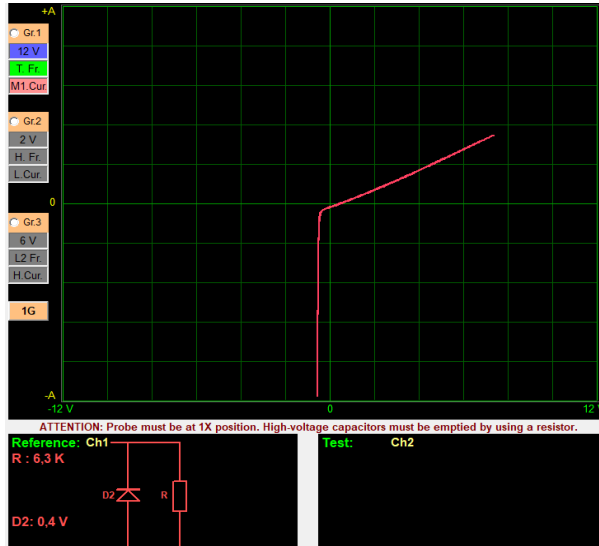 +A
Gr.1
12 V
T. Fr.
M1.Cur.
Gr.2
2 V
H. Fr.
L.Cur.
0
Gr.3
6 V
L2 Fr.
H.Cur.
1G
-A
-12 V 0 12 V
ATTENTION: Probe must be at 1X position. High-voltage capacitors must be emptied by using a resistor.
Reference: Ch1
R : 6,3 K
D2 R
D2: 0,4 V
Test: Ch2